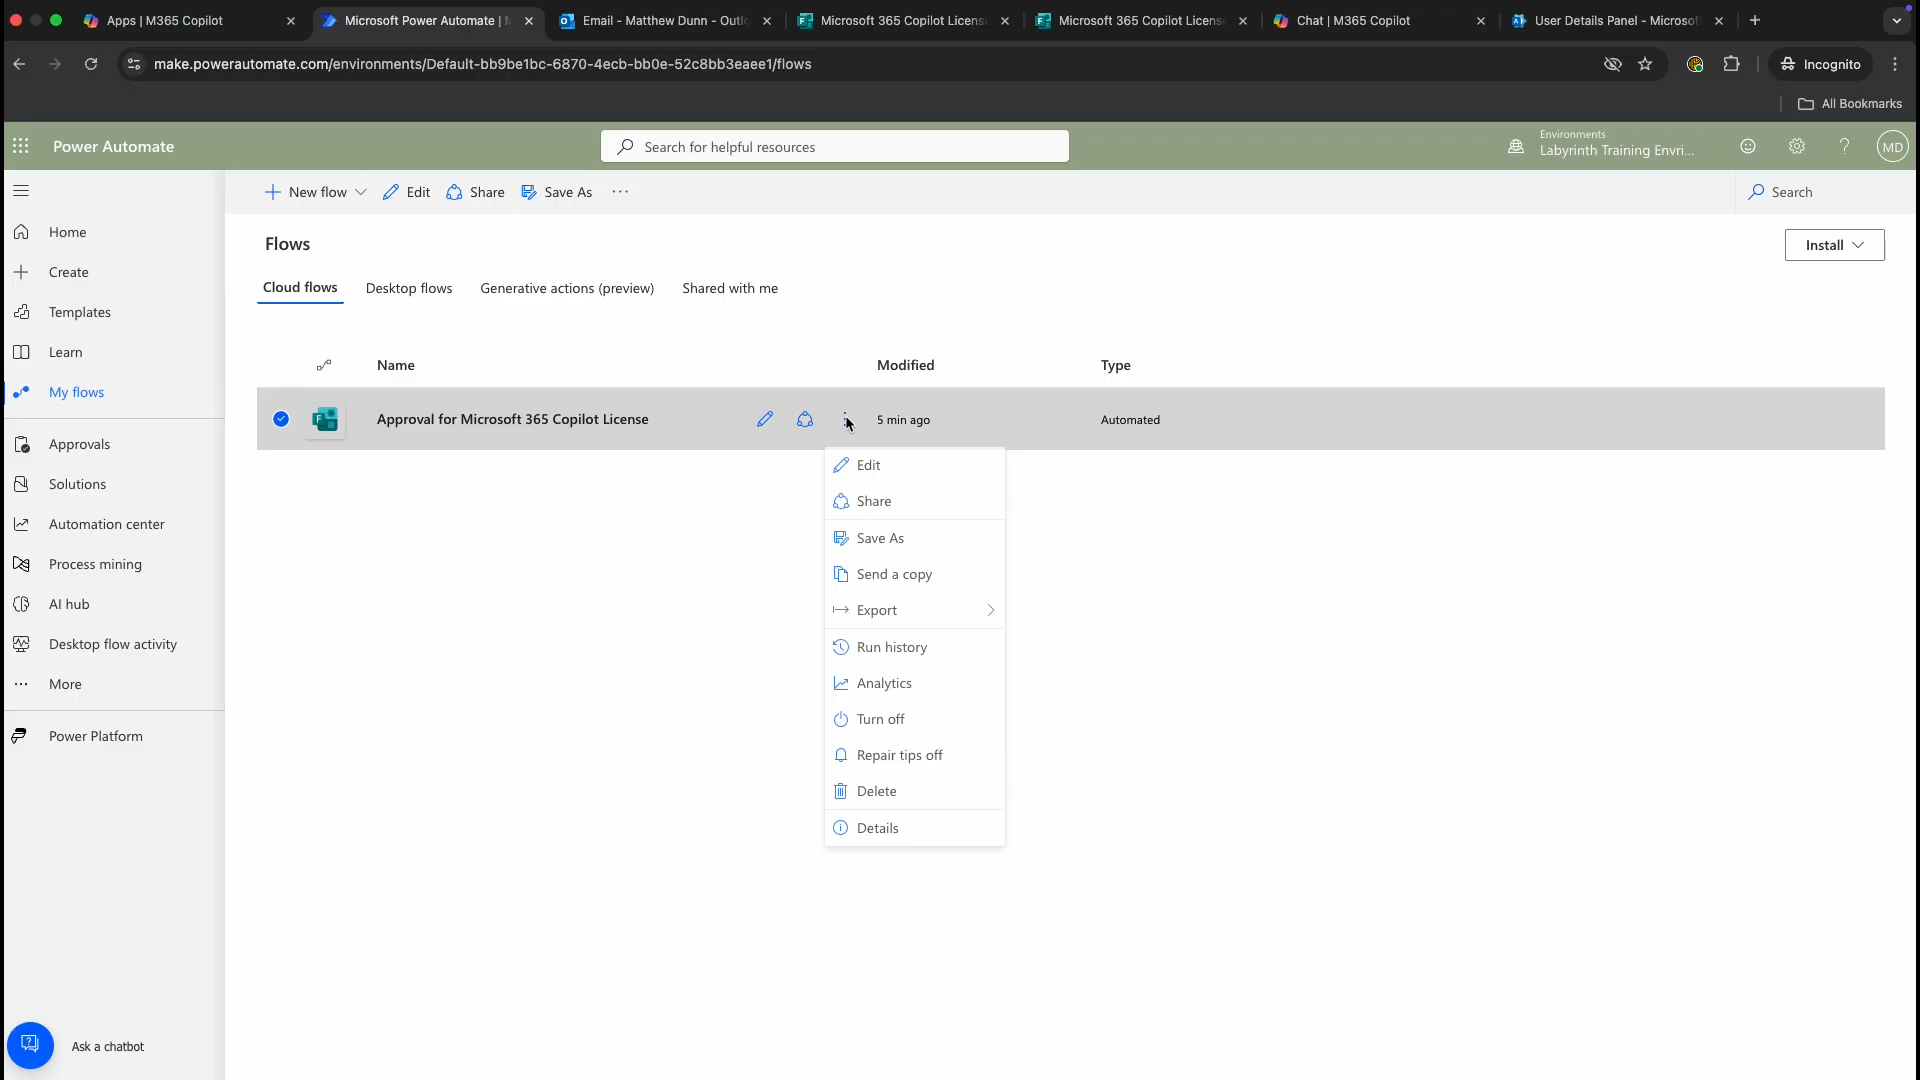 Apps | M365 Copilot
Microsoft Power Automate |
Email - Matthew Dunn - Outlo
Microsoft 365 Copilot Licens
Microsoft 365 Copilot Licens
Chat | M365 Copilot
User Details Panel - Microsof
make.powerautomate.com/environments/Default-bb9be1bc-6870-4ecb-bb0e-52c8bb3eaee1/flows
Incognito
All Bookmarks
Power Automate
Search for helpful resources
Environments
Labyrinth Training Envri...
MD
New flow
Edit
Share
Save As
Search
Home
Create
Templates
Learn
My flows
Approvals
Solutions
Automation center
Process mining
AI hub
Desktop flow activity
More
Power Platform
Ask a chatbot
Flows
Install
Cloud flows
Desktop flows
Generative actions (preview)
Shared with me
Name
Modified
Type
Approval for Microsoft 365 Copilot License
5 min ago
Automated
Edit
Share
Save As
Send a copy
Export
Run history
Analytics
Turn off
Repair tips off
Delete
Details